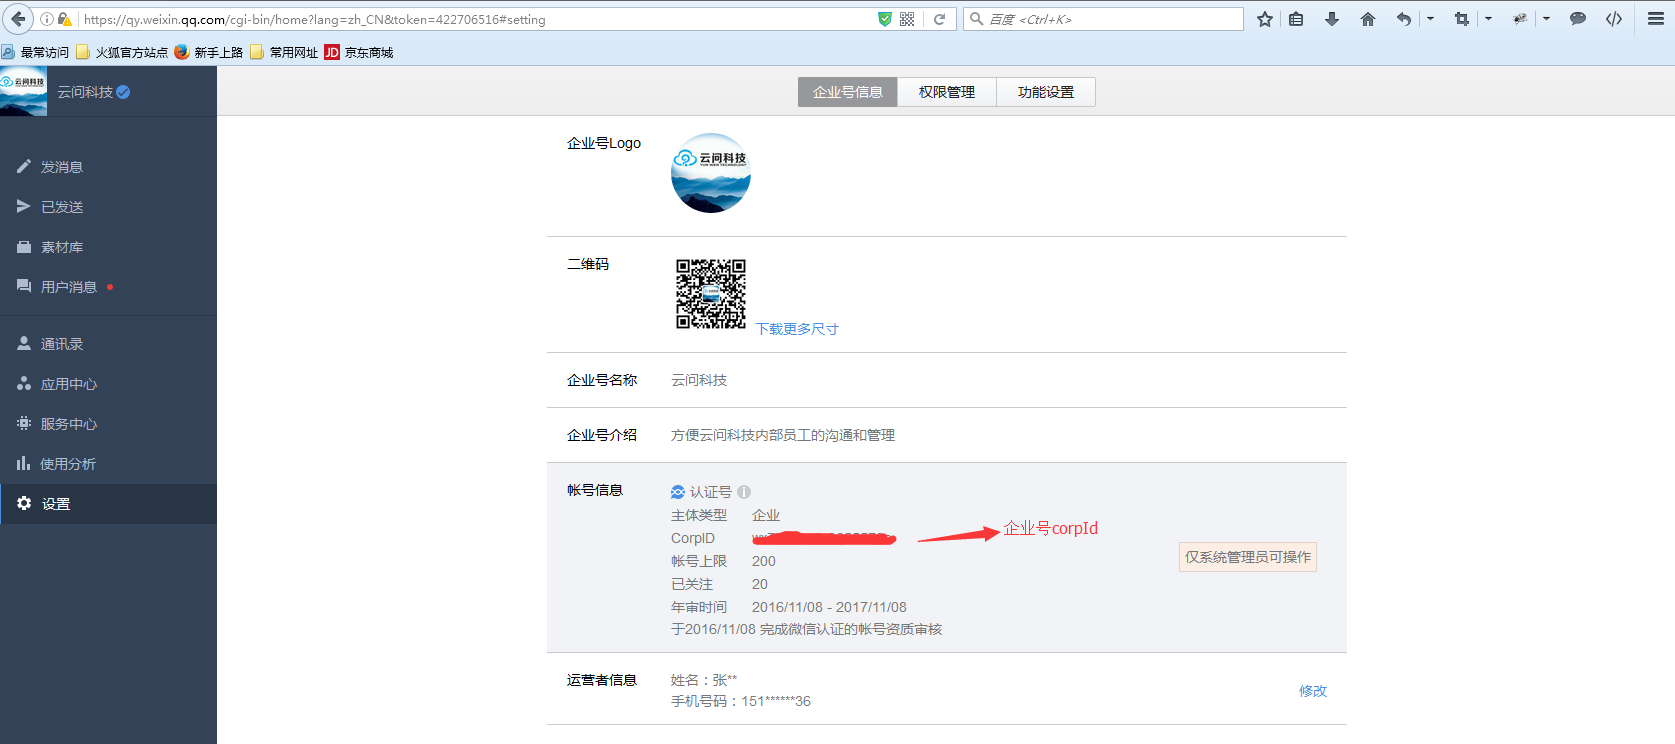 https://qy.weixin.qq.com/cgi-bin/home?lang=zh_CN&token=422706516#setting
百度 <Ctrl+K>
最常访问 火狐官方站点 新手上路 常用网址 JD 京东商城
云问科技
企业号信息 权限管理 功能设置
发消息
已发送
素材库
用户消息
通讯录
应用中心
服务中心
使用分析
设置
企业号Logo
云问科技
YUN WEN TECHNOLOGY
二维码
下载更多尺寸
企业号名称 云问科技
企业号介绍 方便云问科技内部员工的沟通和管理
帐号信息 认证号
主体类型 企业
CorpID
企业号corpId
帐号上限 200
已关注 20
年审时间 2016/11/08 - 2017/11/08
于2016/11/08 完成微信认证的帐号资质审核
仅系统管理员可操作
运营者信息 姓名：张**
手机号码：151******36
修改